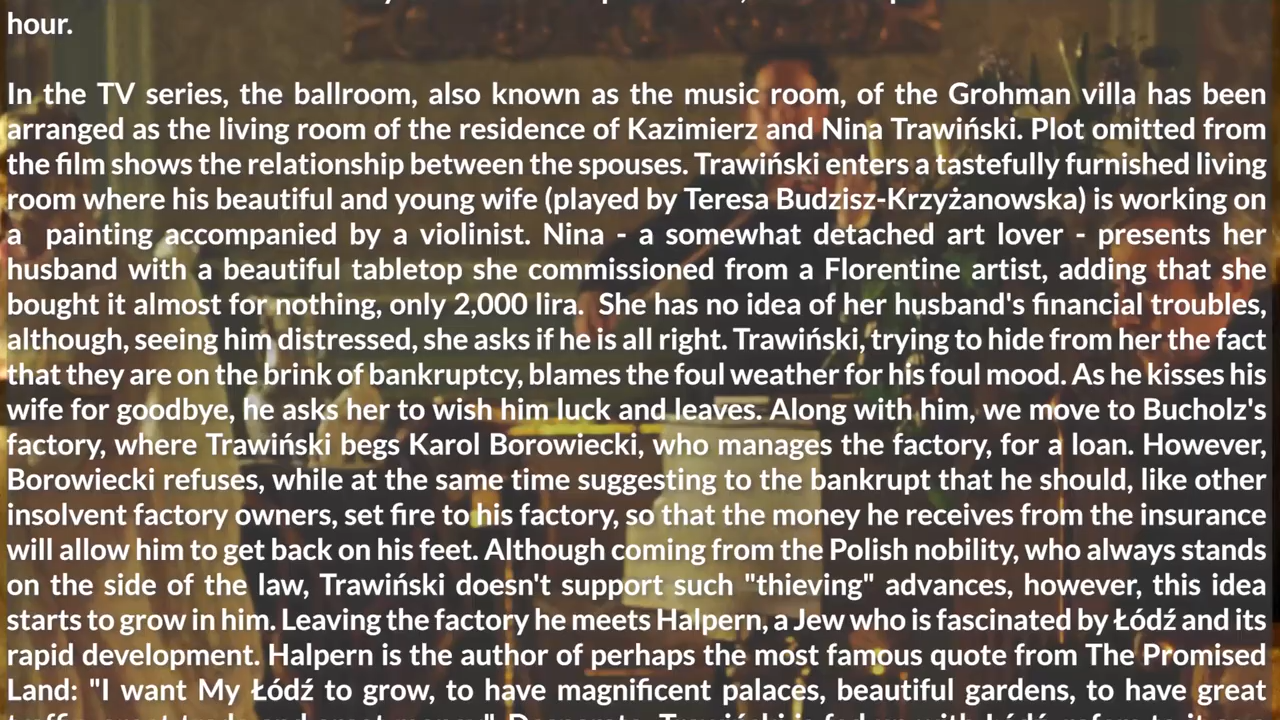 hour.
In the TV series, the ballroom, also known as the music room, of the Grohman villa has been
arranged as the living room of the residence of Kazimierz and Nina Trawiński. Plot omitted from
the film shows the relationship between the spouses. Trawiński enters a tastefully furnished living
room where his beautiful and young wife (played by Teresa Budzisz-Krzyżanowska) is working on
a painting accompanied by a violinist. Nina - a somewhat detached art lover - presents her
husband with a beautiful tabletop she commissioned from a Florentine artist, adding that she
bought it almost for nothing, only 2,000 lira. She has no idea of her husband's financial troubles,
although, seeing him distressed, she asks if he is all right. Trawiński, trying to hide from her the fact
that they are on the brink of bankruptcy, blames the foul weather for his foul mood. As he kisses his
wife for goodbye, he asks her to wish him luck and leaves. Along with him, we move to Bucholz's
factory, where Trawiński begs Karol Borowiecki, who manages the factory, for a loan. However,
Borowiecki refuses, while at the same time suggesting to the bankrupt that he should, like other
insolvent factory owners, set fire to his factory, so that the money he receives from the insurance
will allow him to get back on his feet. Although coming from the Polish nobility, who always stands
on the side of the law, Trawiński doesn't support such "thieving" advances, however, this idea
starts to grow in him. Leaving the factory he meets Halpern, a Jew who is fascinated by Łódź and its
rapid development. Halpern is the author of perhaps the most famous quote from The Promised
Land: "I want My Łódź to grow, to have magnificent palaces, beautiful gardens, to have great